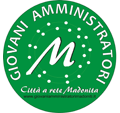 GIOVANI AMMINISTRATORI
M
Città a rete Madonita